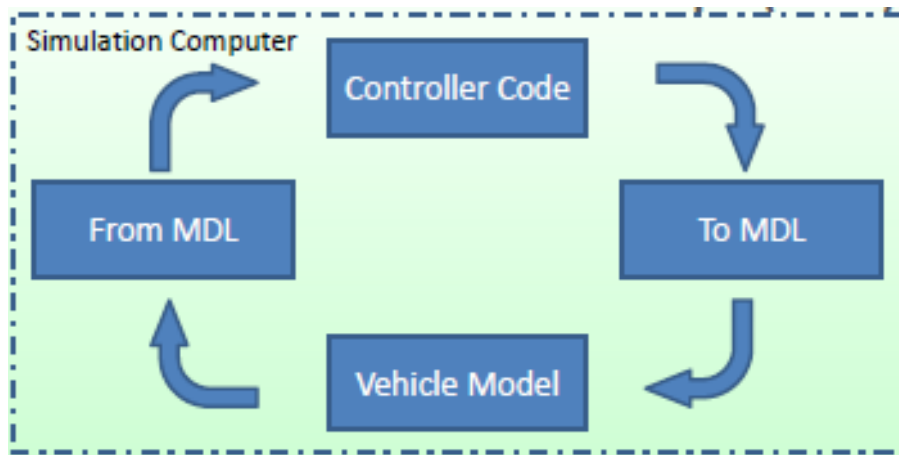 Simulation Computer
Controller Code
From MDL
To MDL
Vehicle Model